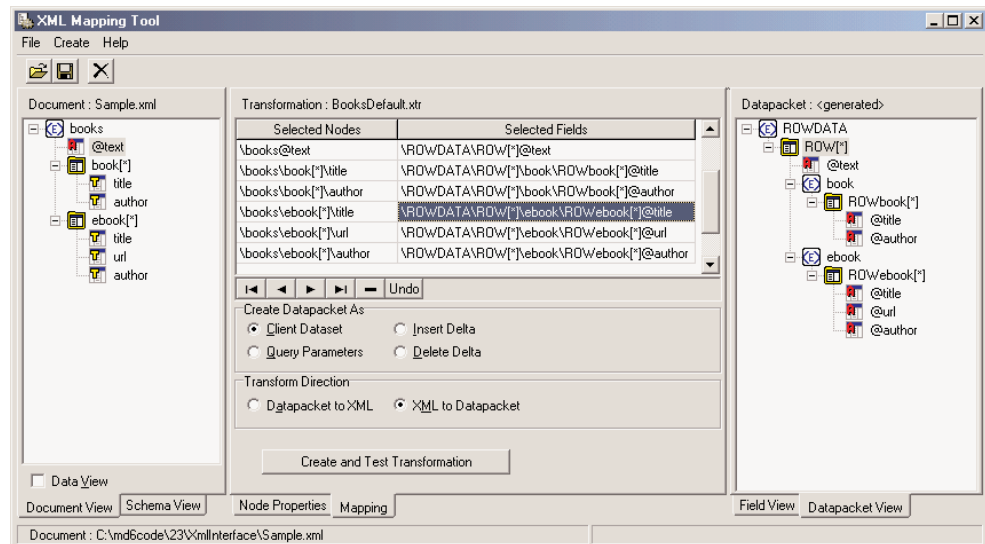 XML Mapping Tool
File Create Help
Document : Sample.xml
books
@text
book[*]
title
author
ebook[*]
title
url
author
Data View
Document View Schema View
Transformation : BooksDefault.xtr
Selected Nodes Selected Fields
\books@text \ROWDATA\ROW[*]@text
\books\book[*]\title \ROWDATA\ROW[*]\book\ROWbook[*]@title
\books\book[*]\author \ROWDATA\ROW[*]\book\ROWbook[*]@author
\books\ebook[*]\title \ROWDATA\ROW[*]\ebook\ROWebook[*]@title
\books\ebook[*]\url \ROWDATA\ROW[*]\ebook\ROWebook[*]@url
\books\ebook[*]\author \ROWDATA\ROW[*]\ebook\ROWebook[*]@author
Undo
Create Datapacket As
Client Dataset Insert Delta
Query Parameters Delete Delta
Transform Direction
Datapacket to XML XML to Datapacket
Create and Test Transformation
Node Properties Mapping
Datapacket : <generated>
ROWDATA
ROW[*]
@text
book
ROWbook[*]
@title
@author
ebook
ROWebook[*]
@title
@url
@author
Field View Datapacket View
Document : C:\md6code\23\XmlInterface\Sample.xml